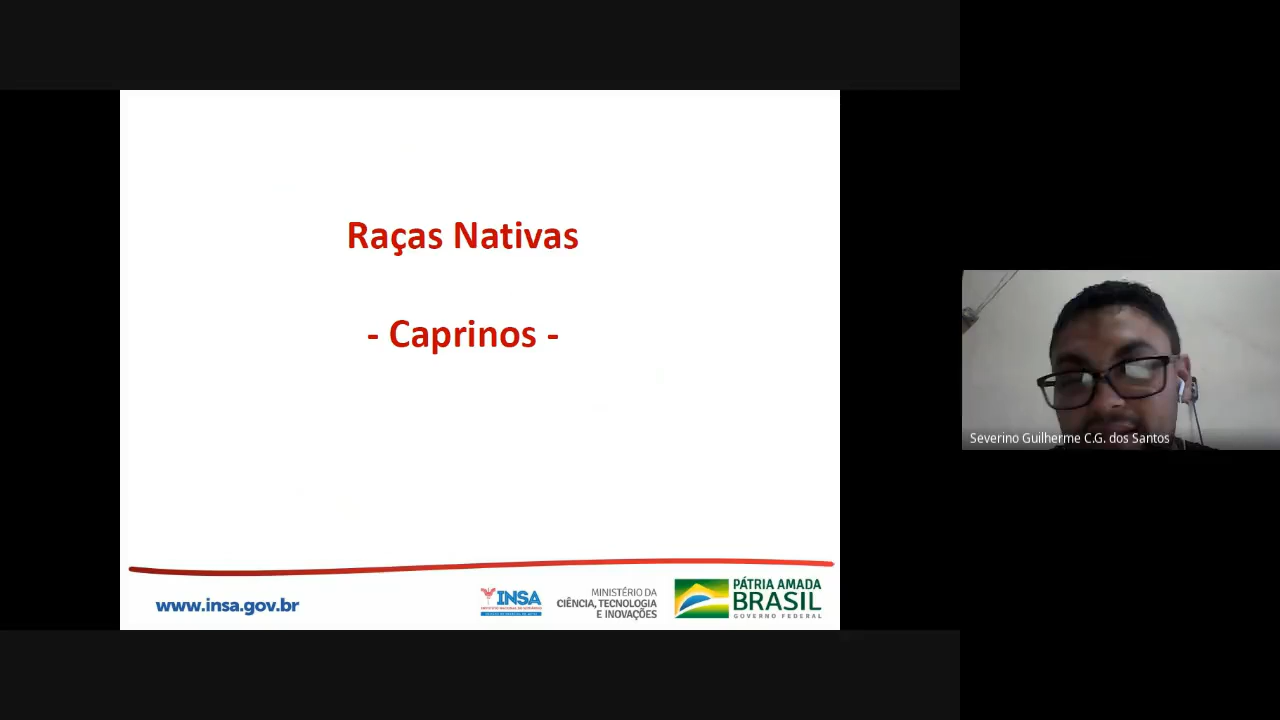 Raças Nativas
- Caprinos -
Severino Guilherme C.G. dos Santos
www.insa.gov.br
INSA
MINISTÉRIO DA
CIÊNCIA, TECNOLOGIA
E INOVAÇÕES
PÁTRIA AMADA
BRASIL
GOVERNO FEDERAL